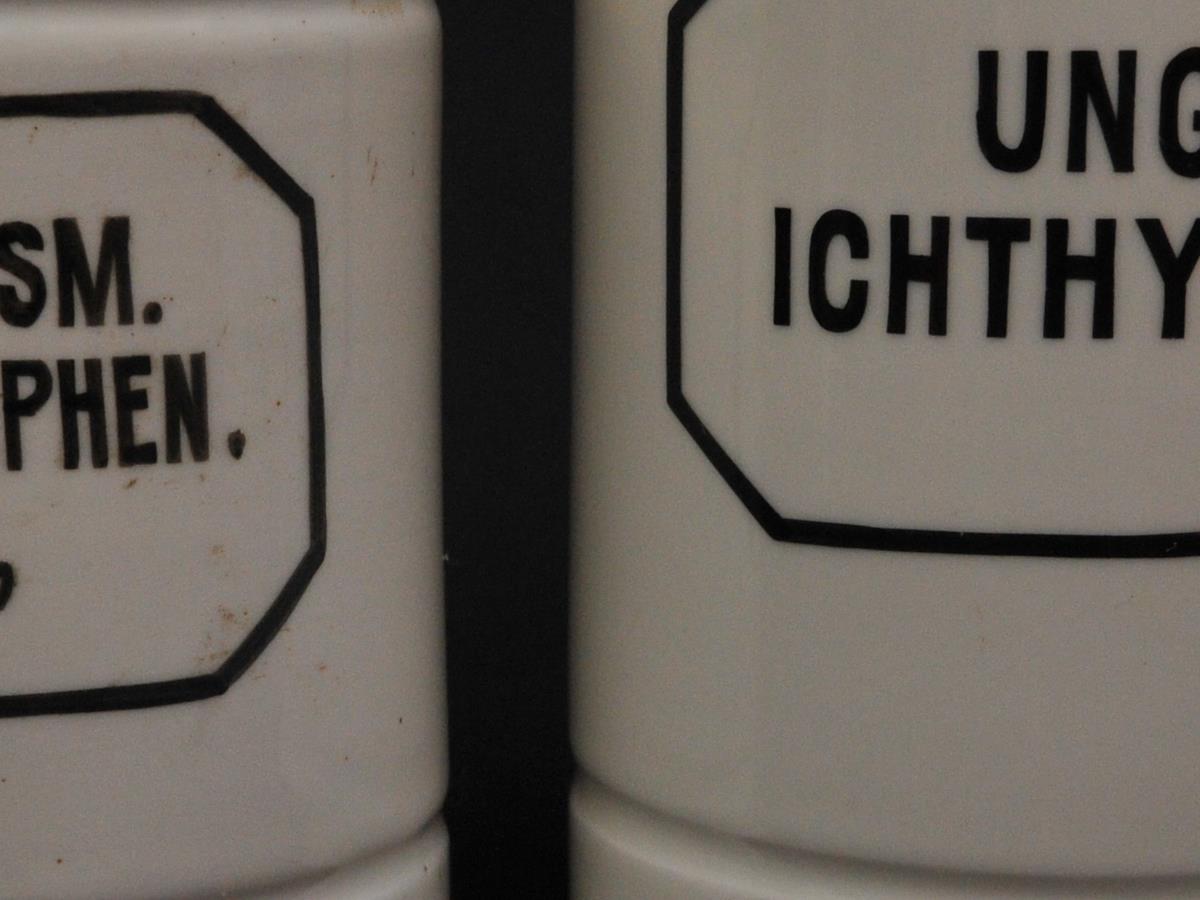 SM.
PHEN.
UNG
ICHTHY